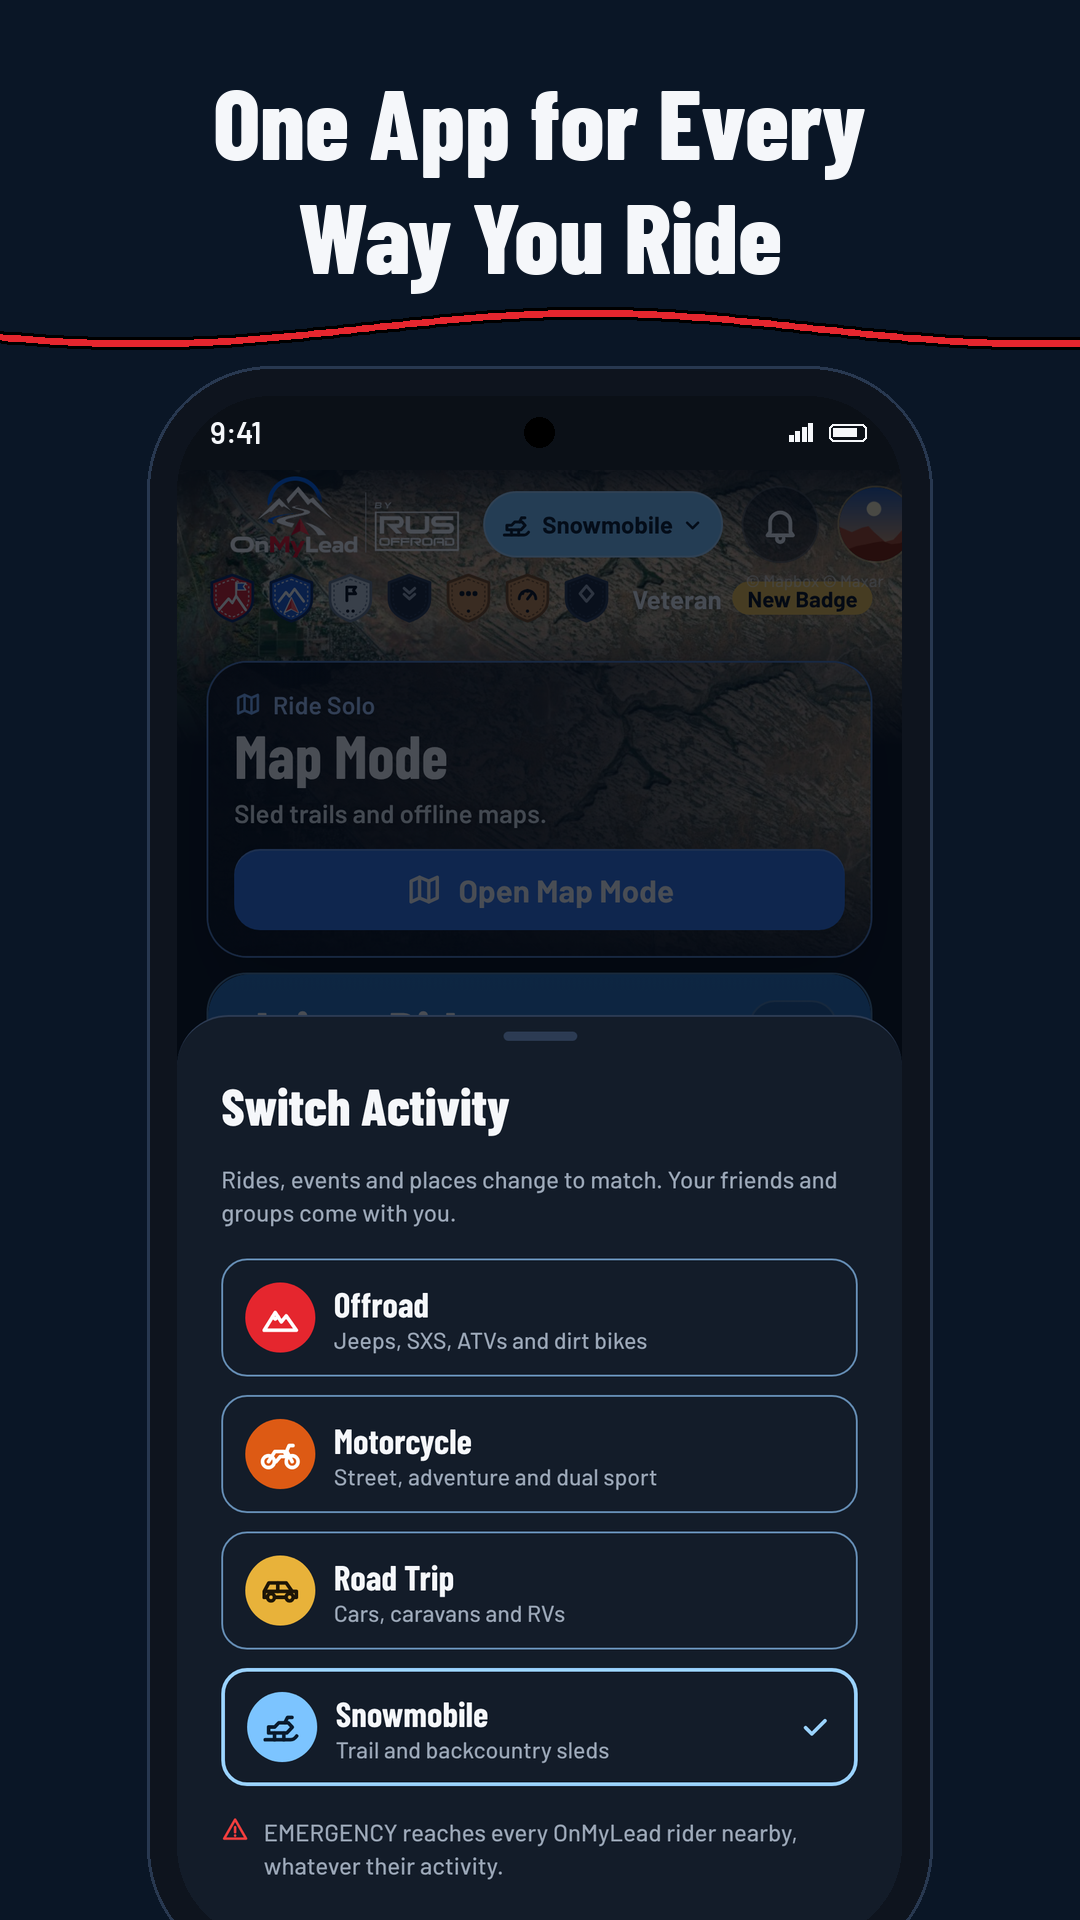 One App for Every
Way You Ride
9:41
OnMyLead
BY
RUS
OFFROAD
Snowmobile
© Mapbox © Maxar
Veteran
New Badge
Ride Solo
Map Mode
Sled trails and offline maps.
Open Map Mode
Switch Activity
Rides, events and places change to match. Your friends and
groups come with you.
Offroad
Jeeps, SXS, ATVs and dirt bikes
Motorcycle
Street, adventure and dual sport
Road Trip
Cars, caravans and RVs
Snowmobile
Trail and backcountry sleds
EMERGENCY reaches every OnMyLead rider nearby,
whatever their activity.